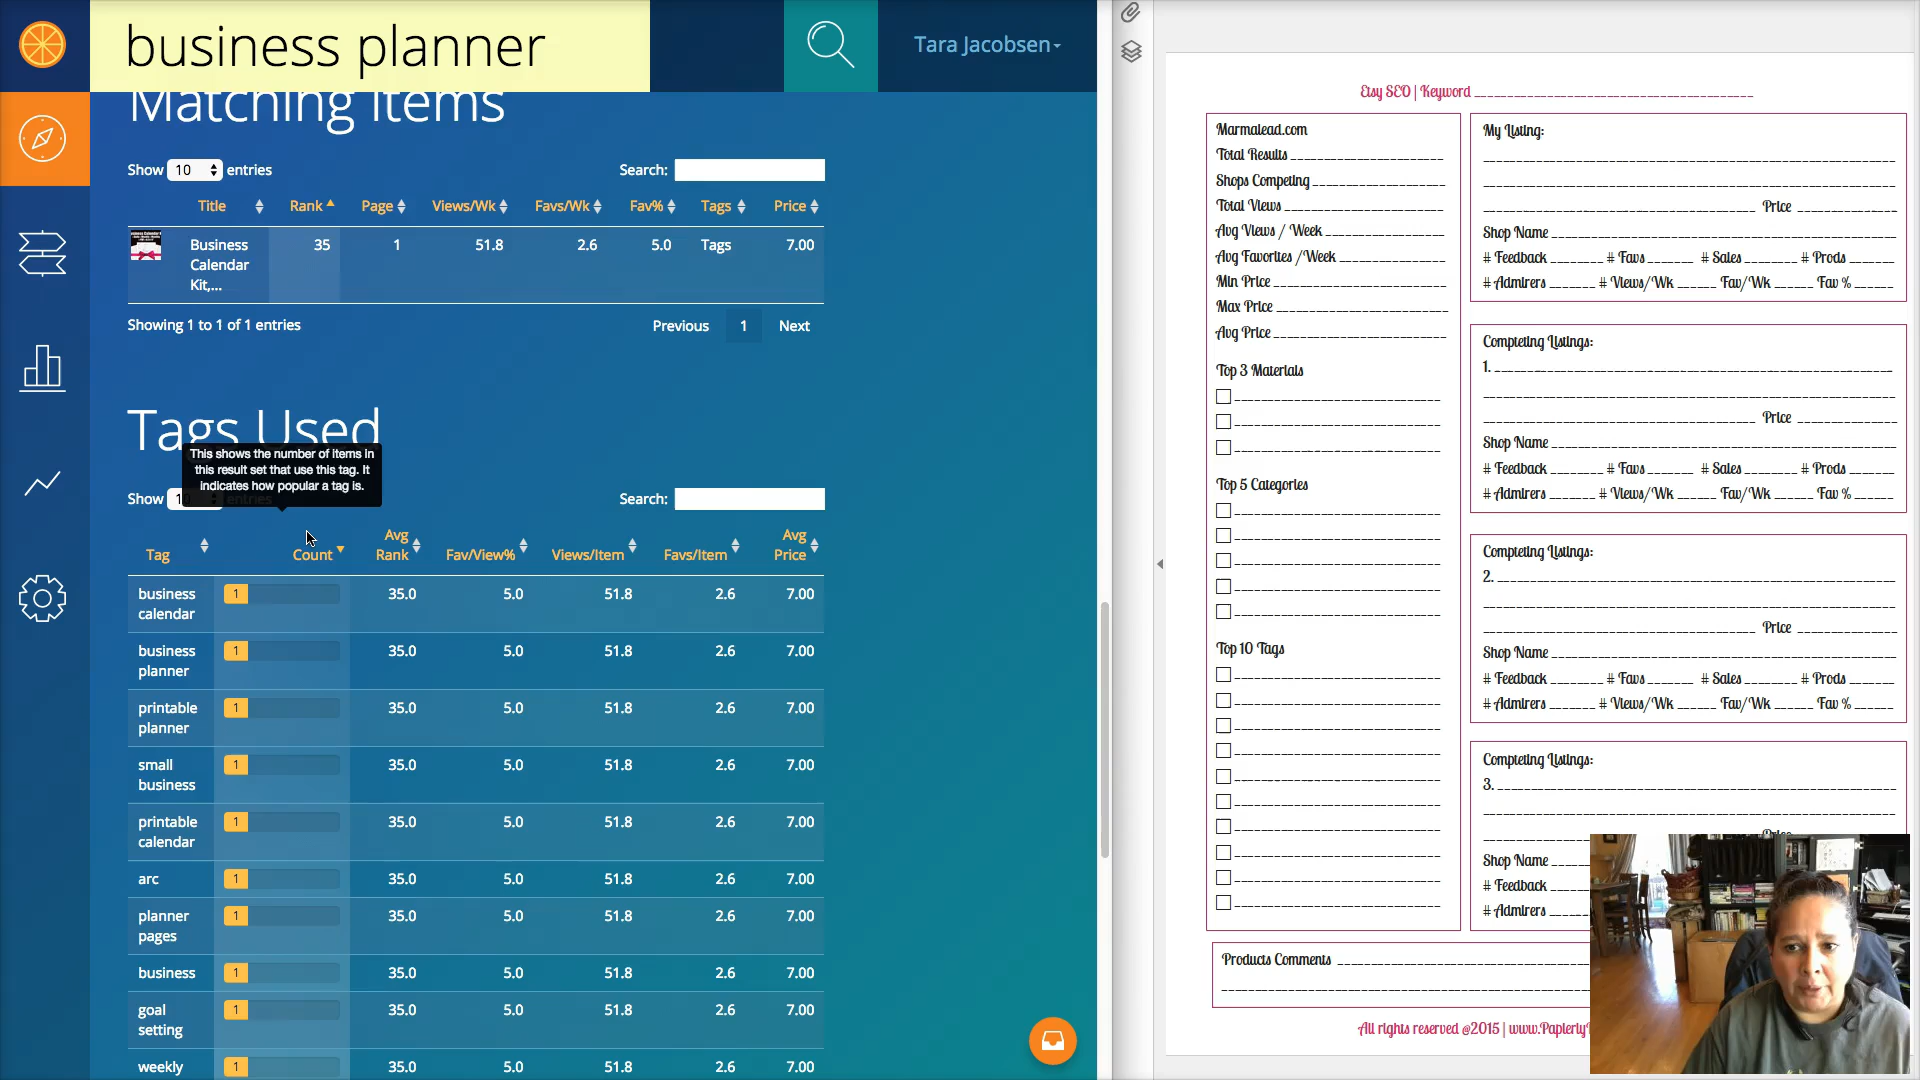 business planner
Tara Jacobsen
Matching Items
Show 10 entries
Search:
Title Rank Page Views/Wk Favs/Wk Fav% Tags Price
Business Calendar Kit,... 35 1 51.8 2.6 5.0 Tags 7.00
Showing 1 to 1 of 1 entries
Previous 1 Next
Tags Used
This shows the number of items in
this result set that use this tag. It
indicates how popular a tag is.
Show 10 entries
Search:
Tag Count Avg Rank Fav/View% Views/Item Favs/Item Avg Price
business calendar 1 35.0 5.0 51.8 2.6 7.00
business planner 1 35.0 5.0 51.8 2.6 7.00
printable planner 1 35.0 5.0 51.8 2.6 7.00
small business 1 35.0 5.0 51.8 2.6 7.00
printable calendar 1 35.0 5.0 51.8 2.6 7.00
arc 1 35.0 5.0 51.8 2.6 7.00
planner pages 1 35.0 5.0 51.8 2.6 7.00
business 1 35.0 5.0 51.8 2.6 7.00
goal setting 1 35.0 5.0 51.8 2.6 7.00
weekly 1 35.0 5.0 51.8 2.6 7.00
Etsy SEO | Keyword
Marmalead.com
Total Results
Shops Competing
Total Views
Avg Views / Week
Avg Favorites /Week
Min Price
Max Price
Avg Price
Top 3 Materials
Top 5 Categories
Top 10 Tags
My Listing:
Price
Shop Name
# Feedback # Favs # Sales # Prods
# Admirers # Views/Wk Fav/Wk Fav %
Competing Listings:
1.
Price
Shop Name
# Feedback # Favs # Sales # Prods
# Admirers # Views/Wk Fav/Wk Fav %
Competing Listings:
2.
Price
Shop Name
# Feedback # Favs # Sales # Prods
# Admirers # Views/Wk Fav/Wk Fav %
Competing Listings:
3.
Price
Shop Name
# Feedback
# Admirers
Products Comments
All rights reserved @2015 |